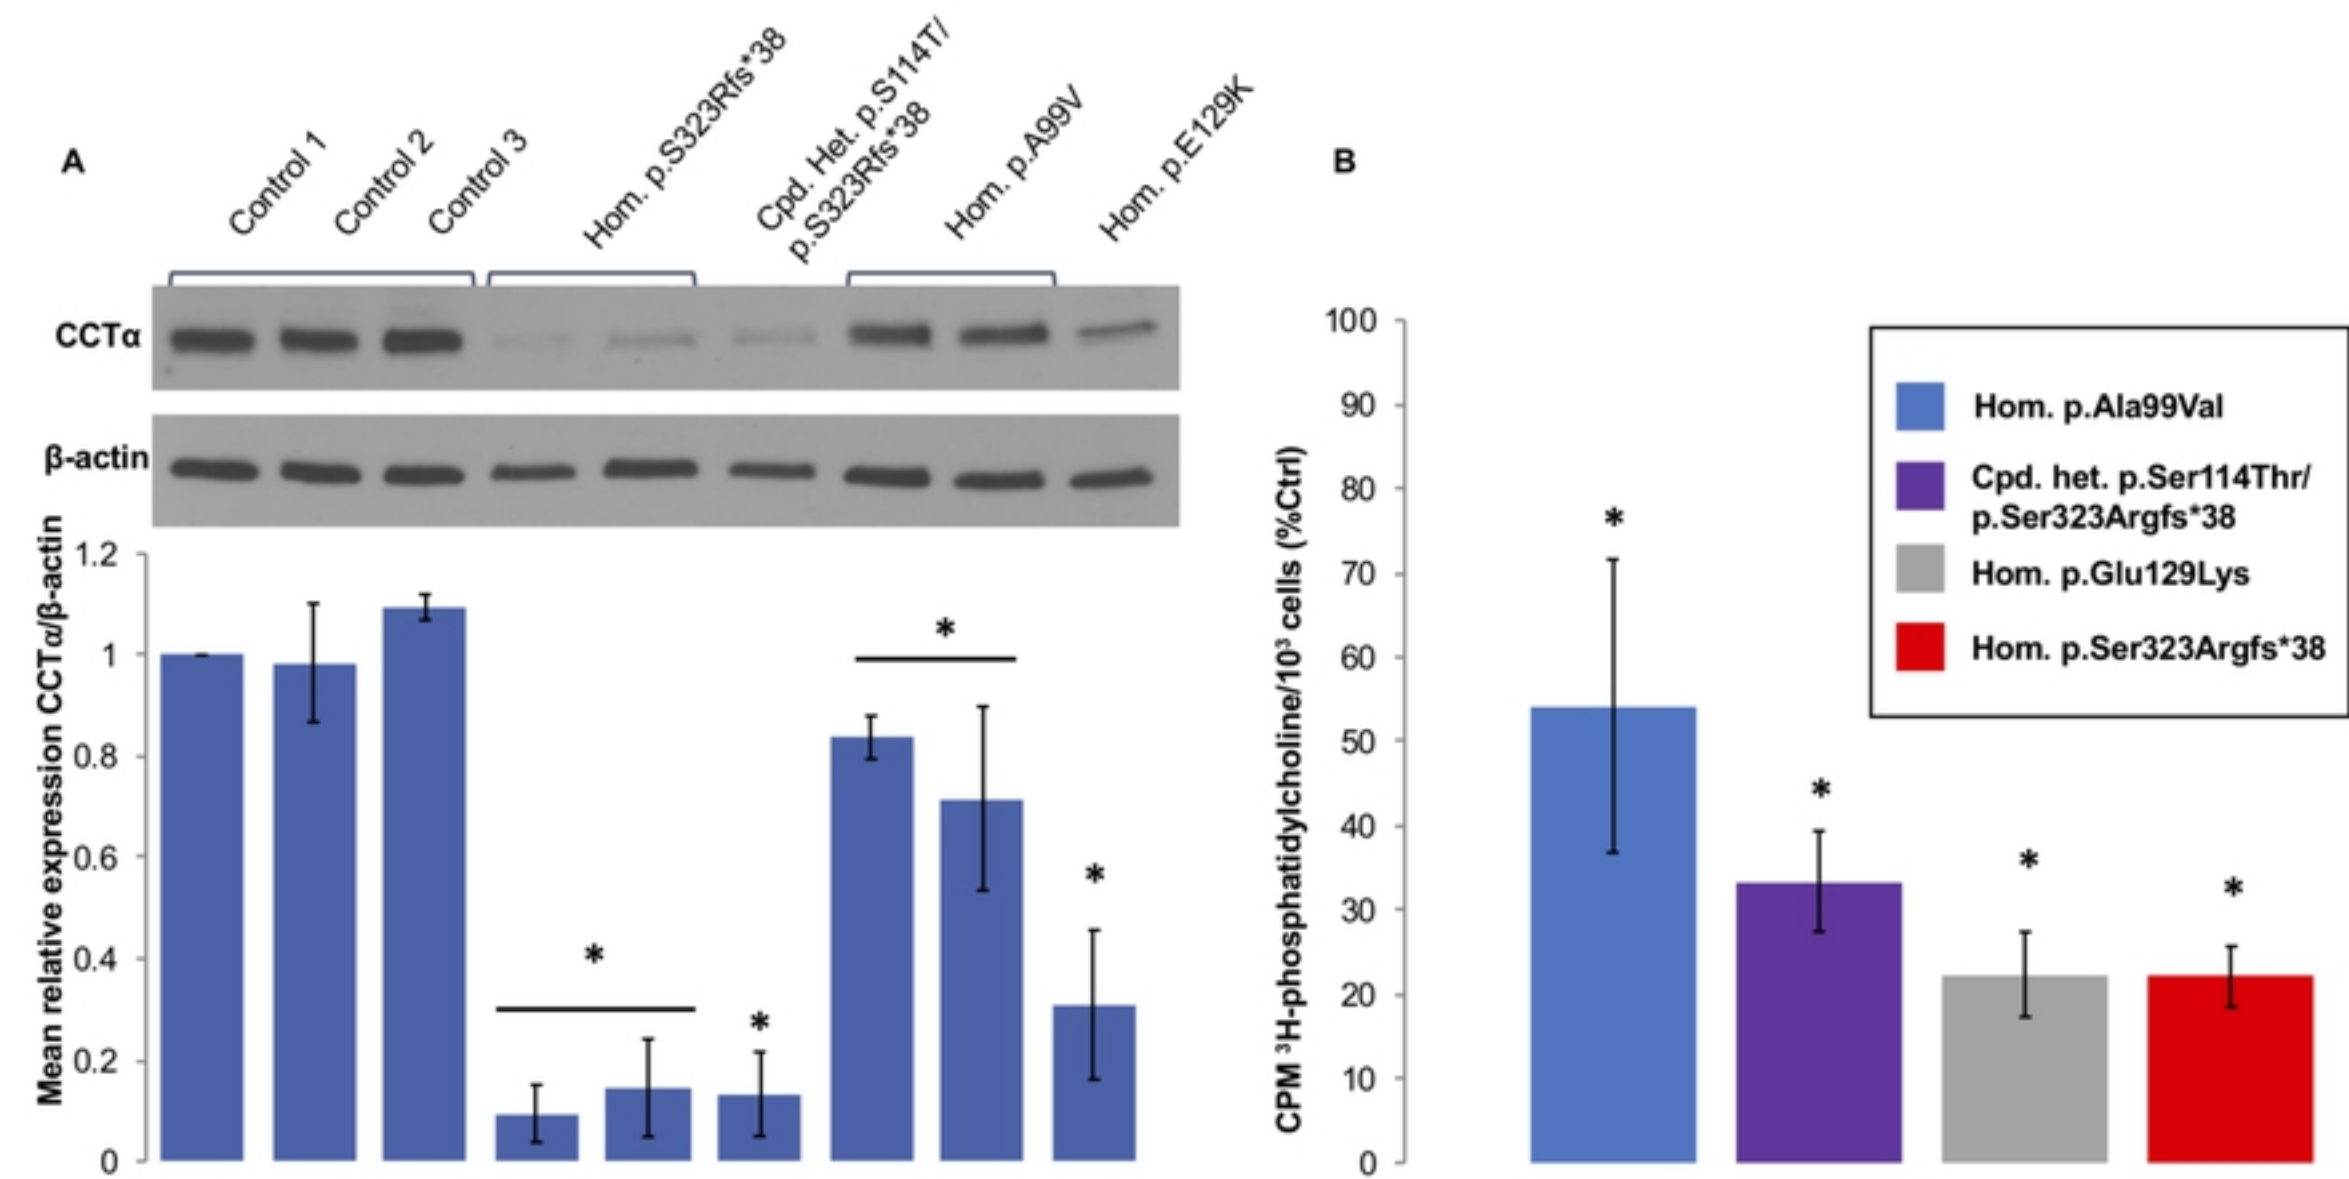 A
Control 1
Control 2
Control 3
Hom. p.S323Rfs*38
Cpd. Het. p.S114T/
p.S323Rfs*38
Hom. p.A99V
Hom. p.E129K
CCTα
β-actin
Mean relative expression CCTα/β-actin
1.2
1
0.8
0.6
0.4
0.2
0
*
*
*
*
B
CPM ³H-phosphatidylcholine/10³ cells (%Ctrl)
100
90
80
70
60
50
40
30
20
10
0
*
*
*
*
Hom. p.Ala99Val
Cpd. het. p.Ser114Thr/
p.Ser323Argfs*38
Hom. p.Glu129Lys
Hom. p.Ser323Argfs*38